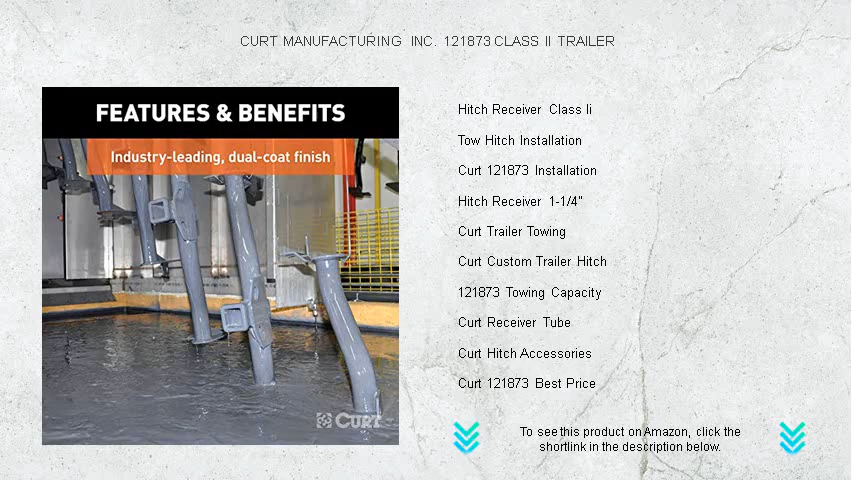 CURT MANUFACTURING INC. 121873 CLASS II TRAILER
FEATURES & BENEFITS
Industry-leading, dual-coat finish
CURT
Hitch Receiver Class Ii
Tow Hitch Installation
Curt 121873 Installation
Hitch Receiver 1-1/4"
Curt Trailer Towing
Curt Custom Trailer Hitch
121873 Towing Capacity
Curt Receiver Tube
Curt Hitch Accessories
Curt 121873 Best Price
To see this product on Amazon, click the
shortlink in the description below.